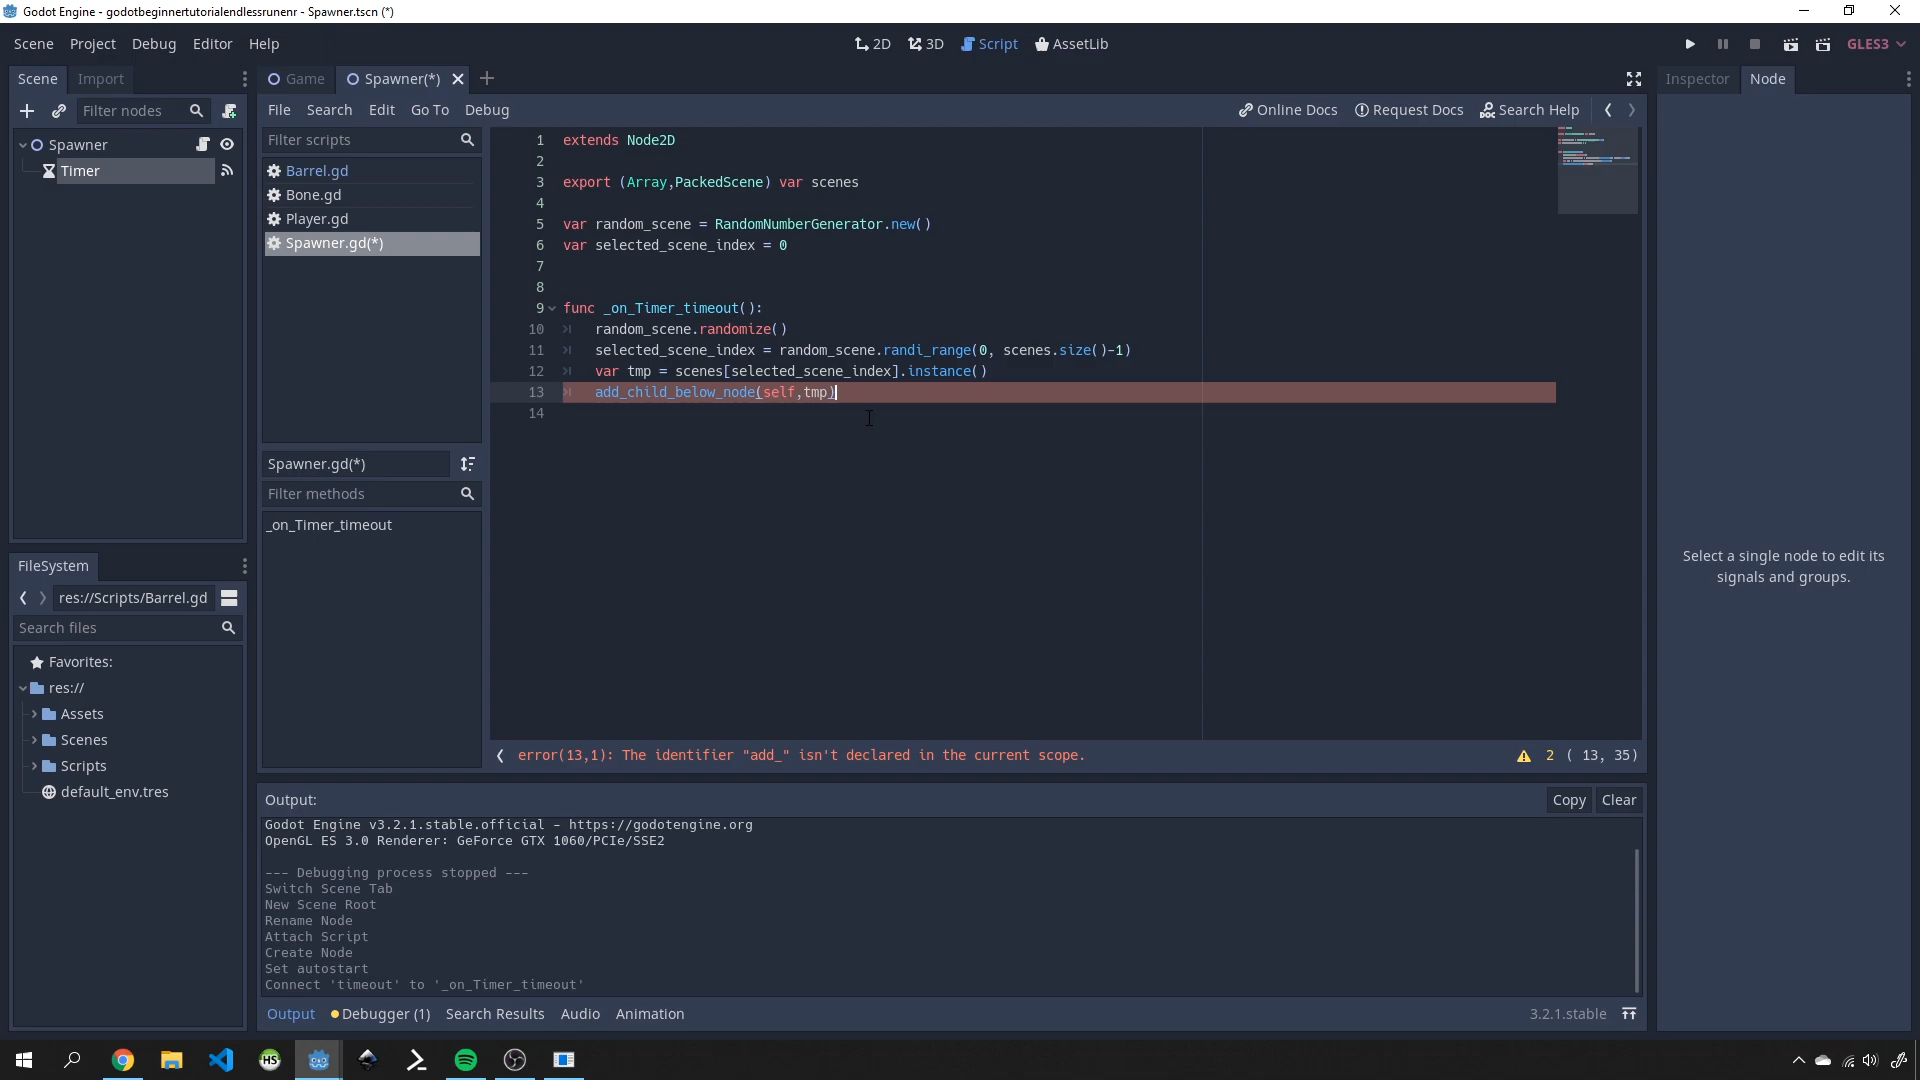 Godot Engine - godotbeginnertutorialendlessrunenr - Spawner.tscn (*)
Scene Project Debug Editor Help
2D 3D Script AssetLib
GLES3
Scene Import
Game Spawner(*)
Inspector Node
Filter nodes
File Search Edit Go To Debug
Online Docs Request Docs Search Help
Spawner
Timer
Filter scripts
Barrel.gd
Bone.gd
Player.gd
Spawner.gd(*)
Spawner.gd(*)
Filter methods
_on_Timer_timeout
1 extends Node2D
2
3 export (Array,PackedScene) var scenes
4
5 var random_scene = RandomNumberGenerator.new()
6 var selected_scene_index = 0
7
8
9 func _on_Timer_timeout():
10 random_scene.randomize()
11 selected_scene_index = random_scene.randi_range(0, scenes.size()-1)
12 var tmp = scenes[selected_scene_index].instance()
13 add_child_below_node(self,tmp)
14
error(13,1): The identifier "add_" isn't declared in the current scope.
2 ( 13, 35)
Select a single node to edit its
signals and groups.
FileSystem
res://Scripts/Barrel.gd
Search files
Favorites:
res://
Assets
Scenes
Scripts
default_env.tres
Output:
Copy Clear
Godot Engine v3.2.1.stable.official - https://godotengine.org
OpenGL ES 3.0 Renderer: GeForce GTX 1060/PCIe/SSE2
--- Debugging process stopped ---
Switch Scene Tab
New Scene Root
Rename Node
Attach Script
Create Node
Set autostart
Connect 'timeout' to '_on_Timer_timeout'
Output Debugger (1) Search Results Audio Animation
3.2.1.stable
HS